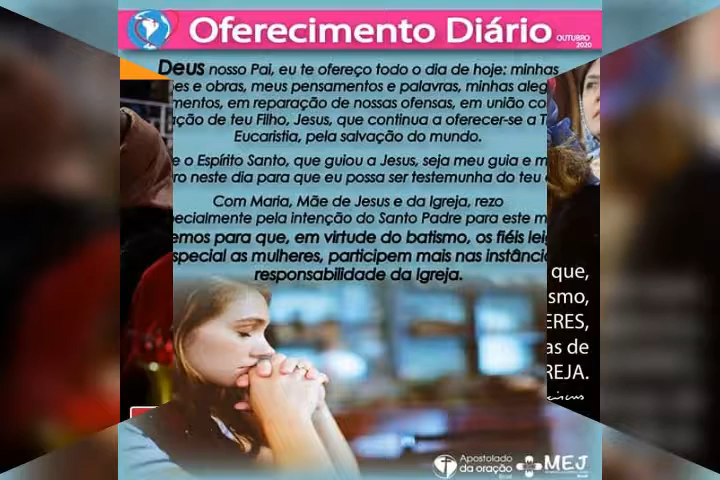 Oferecimento Diário
OUTUBRO
2020
Deus nosso Pai, eu te ofereço todo o dia de hoje: minhas
es e obras, meus pensamentos e palavras, minhas aleg
mentos, em reparação de nossas ofensas, em união co
ação de teu Filho, Jesus, que continua a oferecer-se a T
Eucaristia, pela salvação do mundo.
e o Espírito Santo, que guiou a Jesus, seja meu guia e m
ro neste dia para que eu possa ser testemunha do teu
Com Maria, Mãe de Jesus e da Igreja, rezo
pecialmente pela intenção do Santo Padre para este m
emos para que, em virtude do batismo, os fiéis leig
special as mulheres, participem mais nas instância
responsabilidade da Igreja.
que,
smo,
ERES,
as de
REJA.
Apostolado
da oração
Brasil
MEJ
Brasil